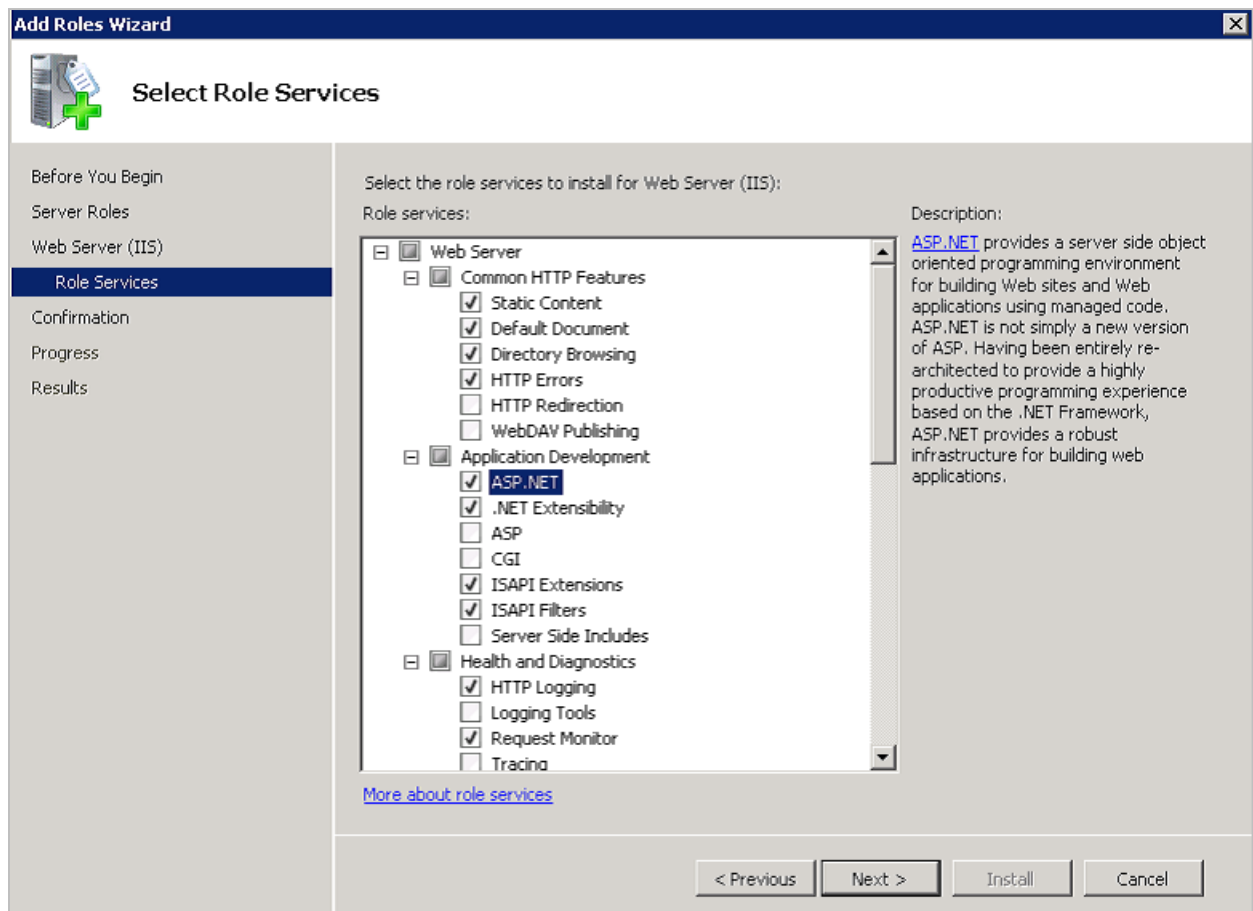 Add Roles Wizard
Select Role Services
Before You Begin
Server Roles
Web Server (IIS)
Role Services
Confirmation
Progress
Results
Select the role services to install for Web Server (IIS):
Role services:
Web Server
Common HTTP Features
Static Content
Default Document
Directory Browsing
HTTP Errors
HTTP Redirection
WebDAV Publishing
Application Development
ASP.NET
.NET Extensibility
ASP
CGI
ISAPI Extensions
ISAPI Filters
Server Side Includes
Health and Diagnostics
HTTP Logging
Logging Tools
Request Monitor
Tracing
More about role services
Description:
ASP.NET provides a server side object
oriented programming environment
for building Web sites and Web
applications using managed code.
ASP.NET is not simply a new version
of ASP. Having been entirely re-
architected to provide a highly
productive programming experience
based on the .NET Framework,
ASP.NET provides a robust
infrastructure for building web
applications.
< Previous
Next >
Install
Cancel